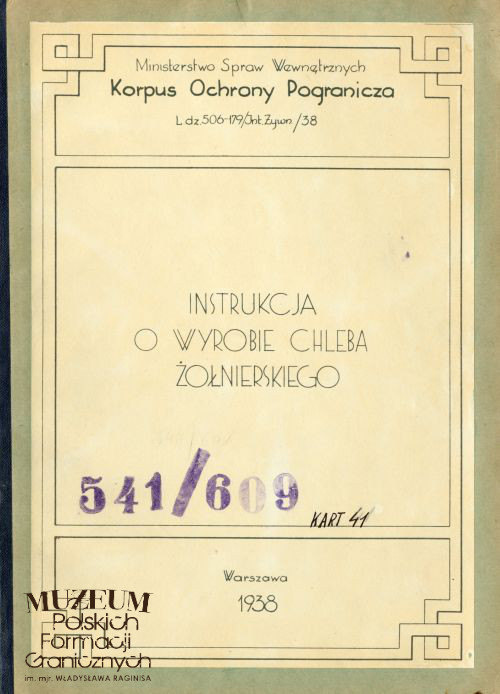 Ministerstwo Spraw Wewnętrznych
Korpus Ochrony Pogranicza
L.dz.506-179/Int.Żywn./38
INSTRUKCJA
O WYROBIE CHLEBA
ŻOŁNIERSKIEGO
541/609
KART 41
Warszawa
1938
MUZEUM
Polskich
Formacji
Granicznych
im. mjr. WŁADYSŁAWA RAGINISA